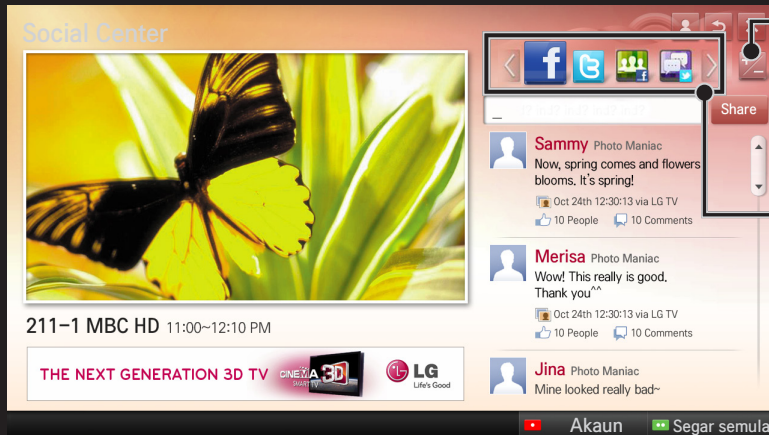 Social Center
Share
Sammy Photo Maniac
Now, spring comes and flowers
blooms. It's spring!
Oct 24th 12:30:13 via LG TV
10 People 10 Comments
Merisa Photo Maniac
Wow! This really is good,
Thank you^^
Oct 24th 12:30:13 via LG TV
10 People 10 Comments
Jina Photo Maniac
Mine looked really bad~
211-1 MBC HD 11:00~12:10 PM
THE NEXT GENERATION 3D TV CINEMA 3D SMART TV LG Life's Good
Akaun Segar semula